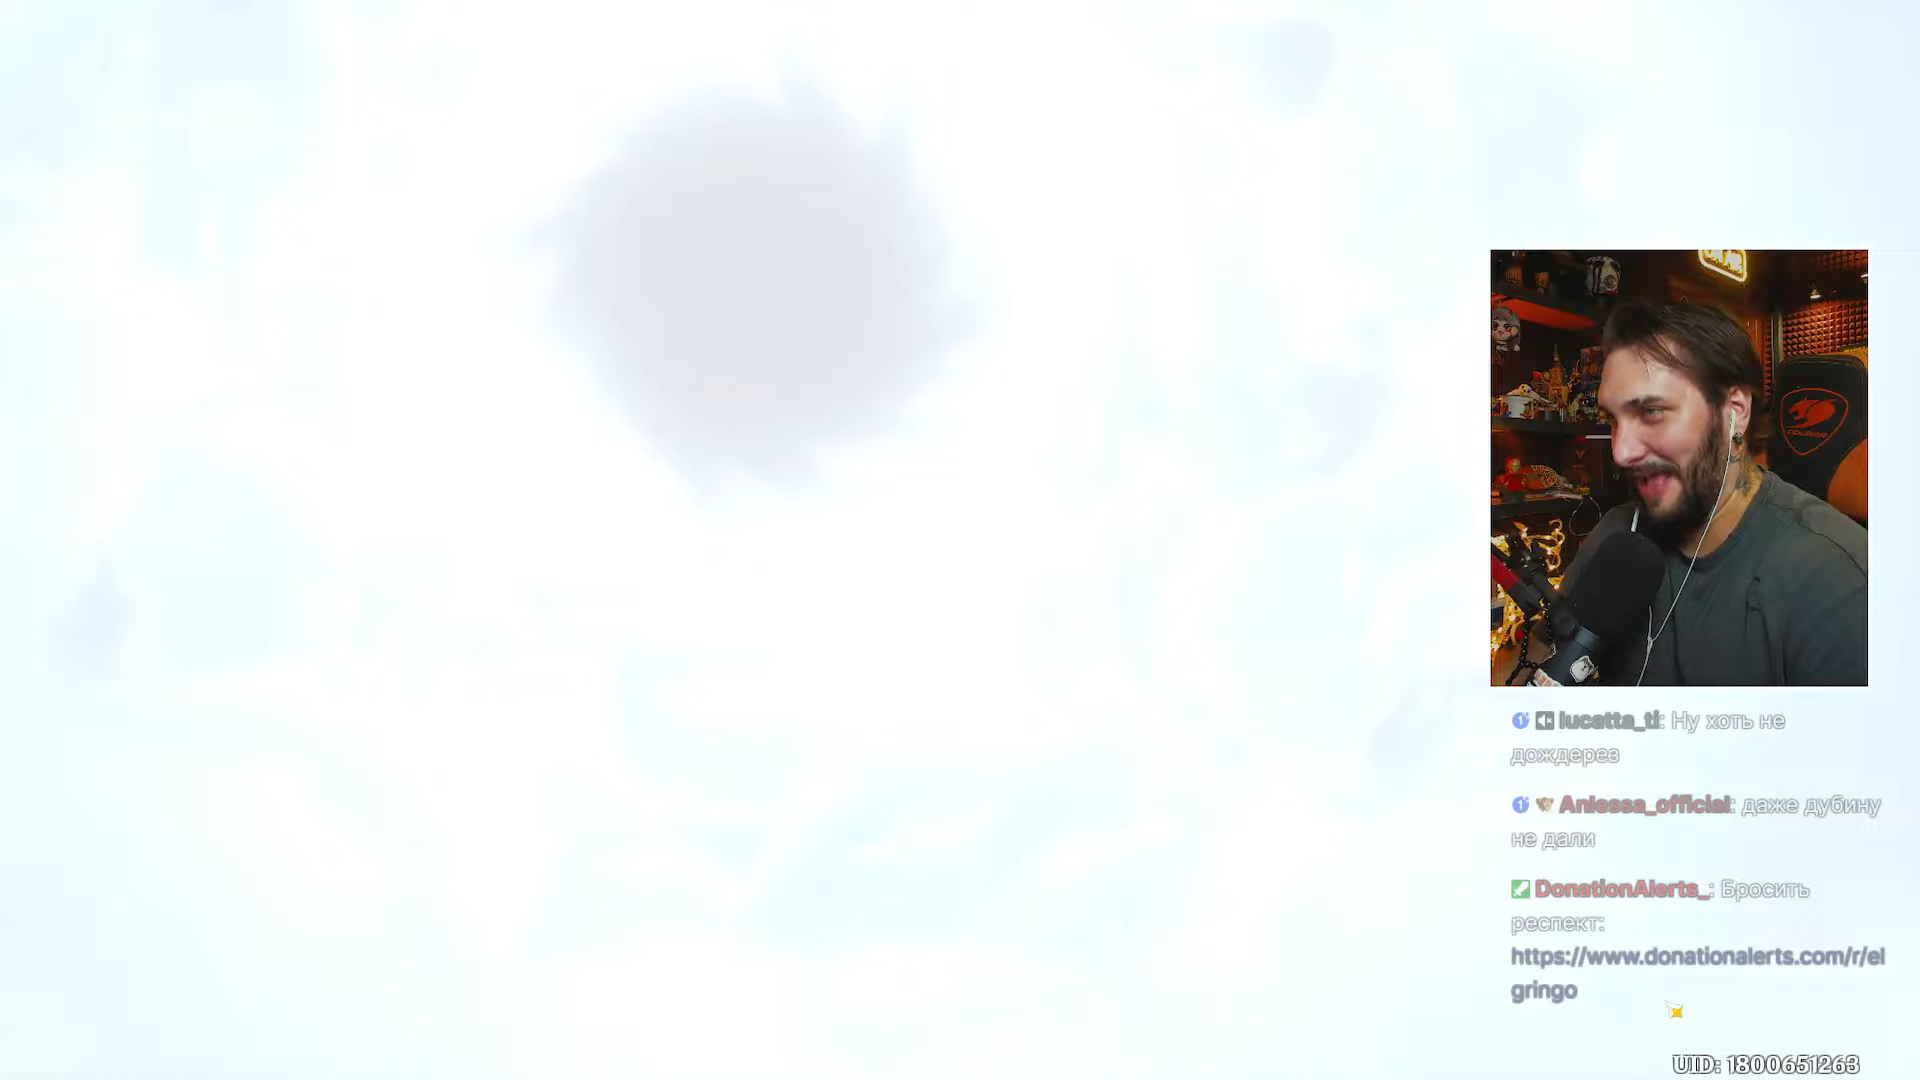 lucatta_ti: Ну хоть не
дождерез
Aniessa_official: даже дубину
не дали
DonationAlerts_: Бросить
респект:
https://www.donationalerts.com/r/el
gringo
UID: 1800651263